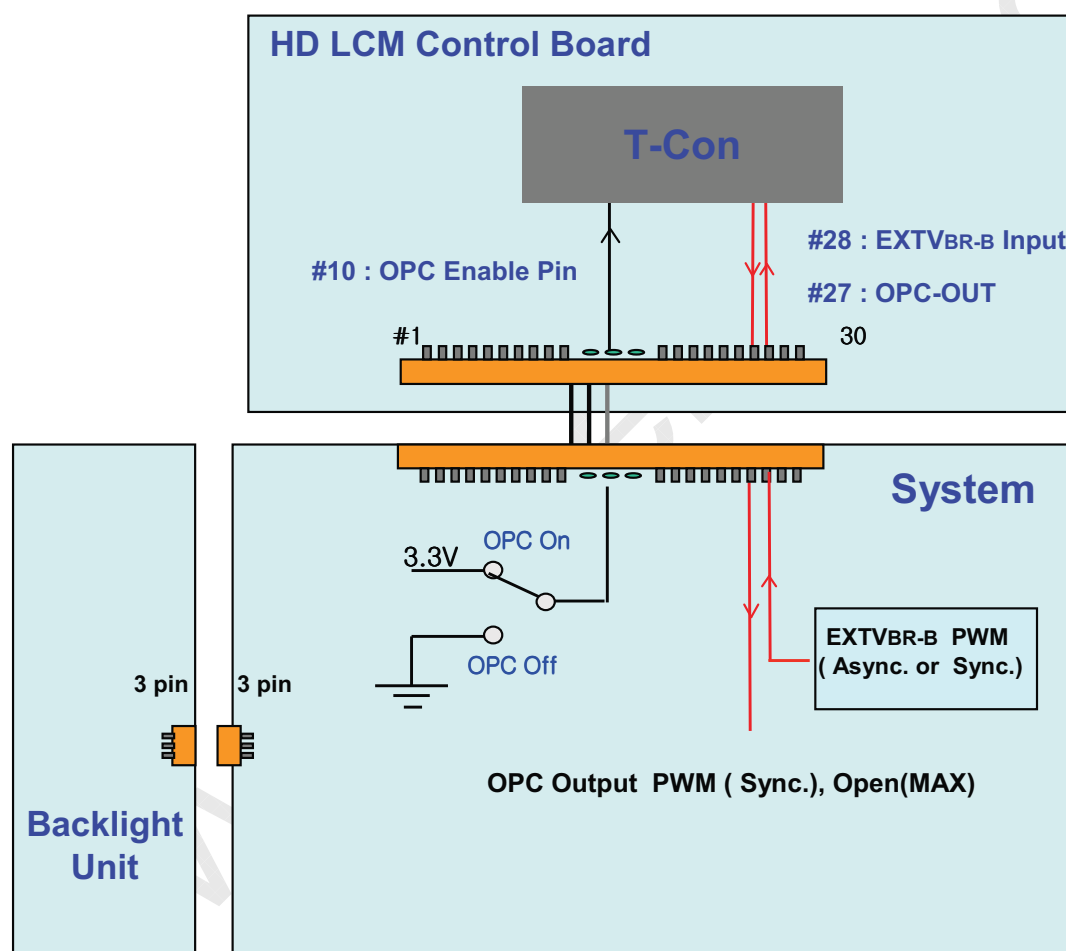 HD LCM Control Board
T-Con
#28 : EXTVBR-B Input
#10 : OPC Enable Pin
#27 : OPC-OUT
#1
30
System
OPC On
3.3V
EXTVBR-B PWM
( Async. or Sync.)
OPC Off
3 pin
3 pin
OPC Output PWM ( Sync.), Open(MAX)
Backlight
Unit